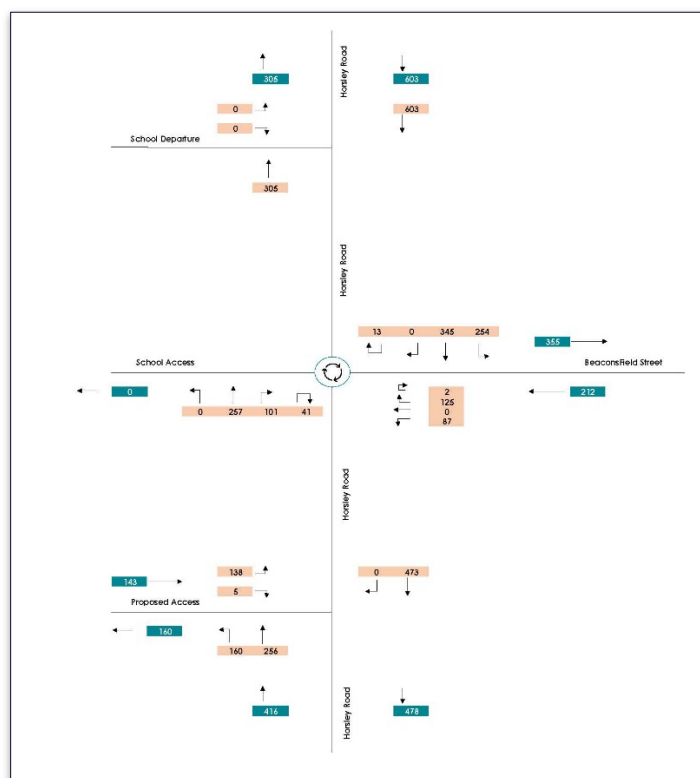 Horsley Road
305
603
0
603
0
School Departure
305
Horsley Road
13 0 345 254
355
School Access
Beaconsfield Street
0
0 257 101 41
2
125
0
87
212
Horsley Road
138
0 473
143
5
Proposed Access
160
160 256
416
478
Horsley Road